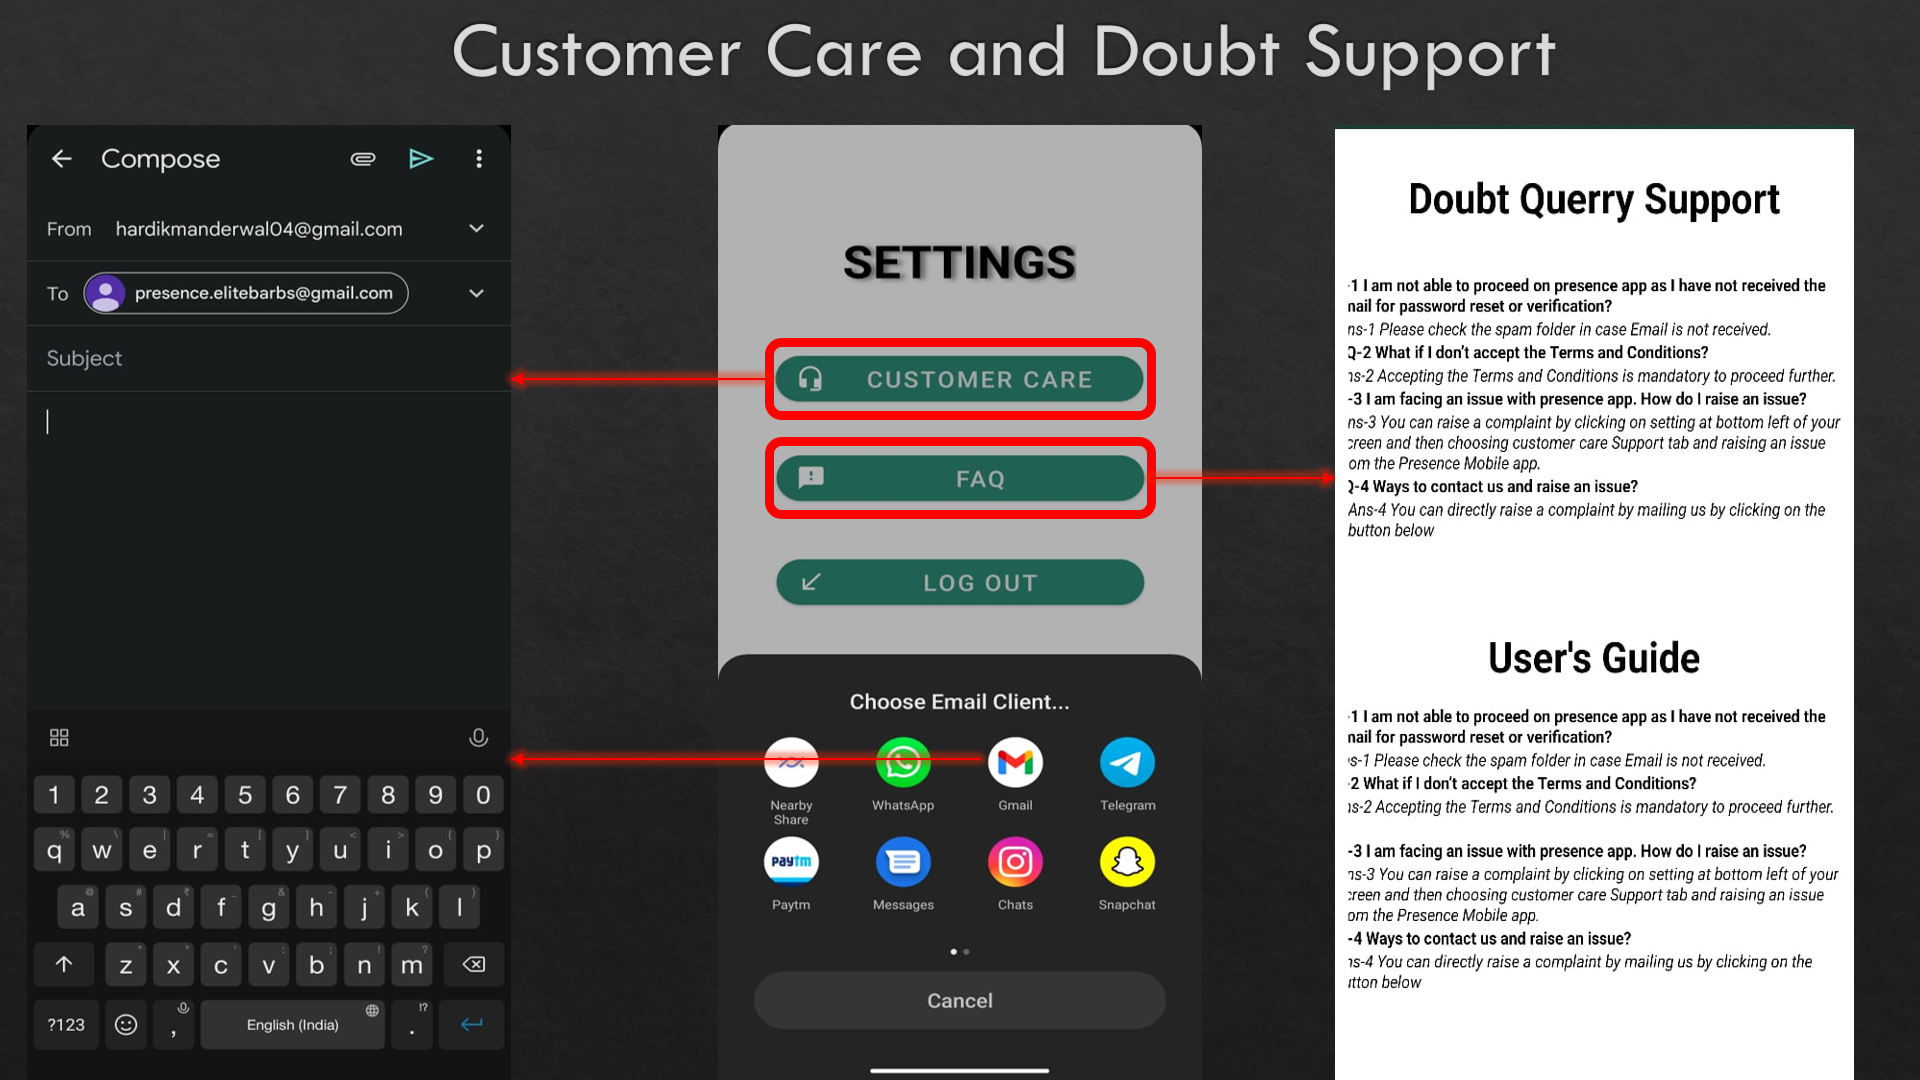 Customer Care and Doubt Support
Compose
From hardikmanderwal04@gmail.com
To presence.elitebarbs@gmail.com
Subject
1 2 3 4 5 6 7 8 9 0
q w e r t y u i o p
a s d f g h j k l
z x c v b n m
?123 , English (India) . !?
SETTINGS
CUSTOMER CARE
FAQ
LOG OUT
Choose Email Client...
Nearby Share
WhatsApp
Gmail
Telegram
paytm
Paytm
Messages
Chats
Snapchat
Cancel
Doubt Querry Support
-1 I am not able to proceed on presence app as I have not received the
nail for password reset or verification?
ns-1 Please check the spam folder in case Email is not received.
Q-2 What if I don't accept the Terms and Conditions?
ns-2 Accepting the Terms and Conditions is mandatory to proceed further.
-3 I am facing an issue with presence app. How do I raise an issue?
ns-3 You can raise a complaint by clicking on setting at bottom left of your
creen and then choosing customer care Support tab and raising an issue
om the Presence Mobile app.
Q-4 Ways to contact us and raise an issue?
Ans-4 You can directly raise a complaint by mailing us by clicking on the
button below
User's Guide
-1 I am not able to proceed on presence app as I have not received the
nail for password reset or verification?
s-1 Please check the spam folder in case Email is not received.
-2 What if I don't accept the Terms and Conditions?
ns-2 Accepting the Terms and Conditions is mandatory to proceed further.
-3 I am facing an issue with presence app. How do I raise an issue?
ns-3 You can raise a complaint by clicking on setting at bottom left of your
creen and then choosing customer care Support tab and raising an issue
om the Presence Mobile app.
-4 Ways to contact us and raise an issue?
ns-4 You can directly raise a complaint by mailing us by clicking on the
utton below